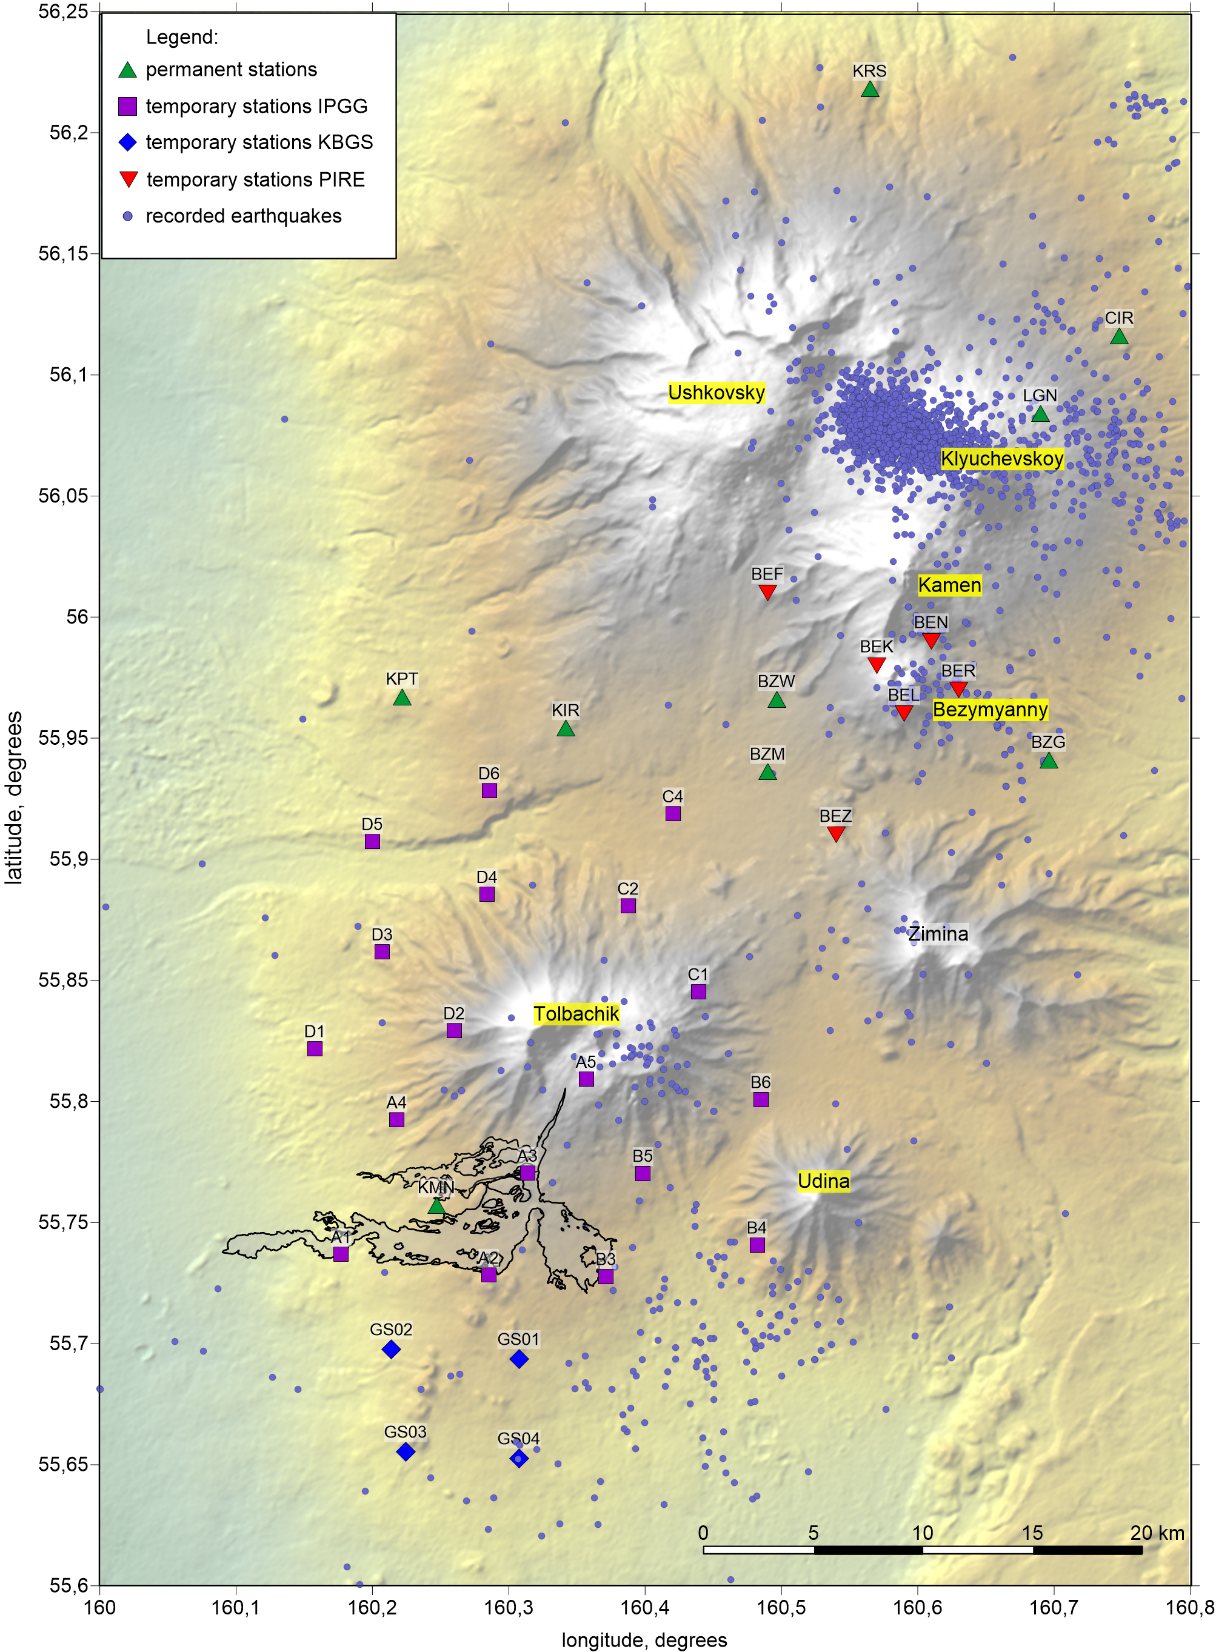 56,25
Legend:
permanent stations
temporary stations IPGG
temporary stations KBGS
temporary stations PIRE
recorded earthquakes
KRS
56,2
56,15
CIR
56,1
Ushkovsky
LGN
Klyuchevskoy
56,05
BEF
Kamen
56
BEN
BEK
BER
KPT
BZW
BEL
Bezymyanny
KIR
55,95
BZG
BZM
D6
C4
BEZ
D5
latitude, degrees
55,9
D4
C2
D3
Zimina
55,85
C1
D2
Tolbachik
D1
A5
B6
55,8
A4
A3
B5
Udina
KMN
55,75
B4
A1
A2
B3
GS02
GS01
55,7
GS03
GS04
55,65
0 5 10 15 20 km
55,6
160 160,1 160,2 160,3 160,4 160,5 160,6 160,7 160,8
longitude, degrees